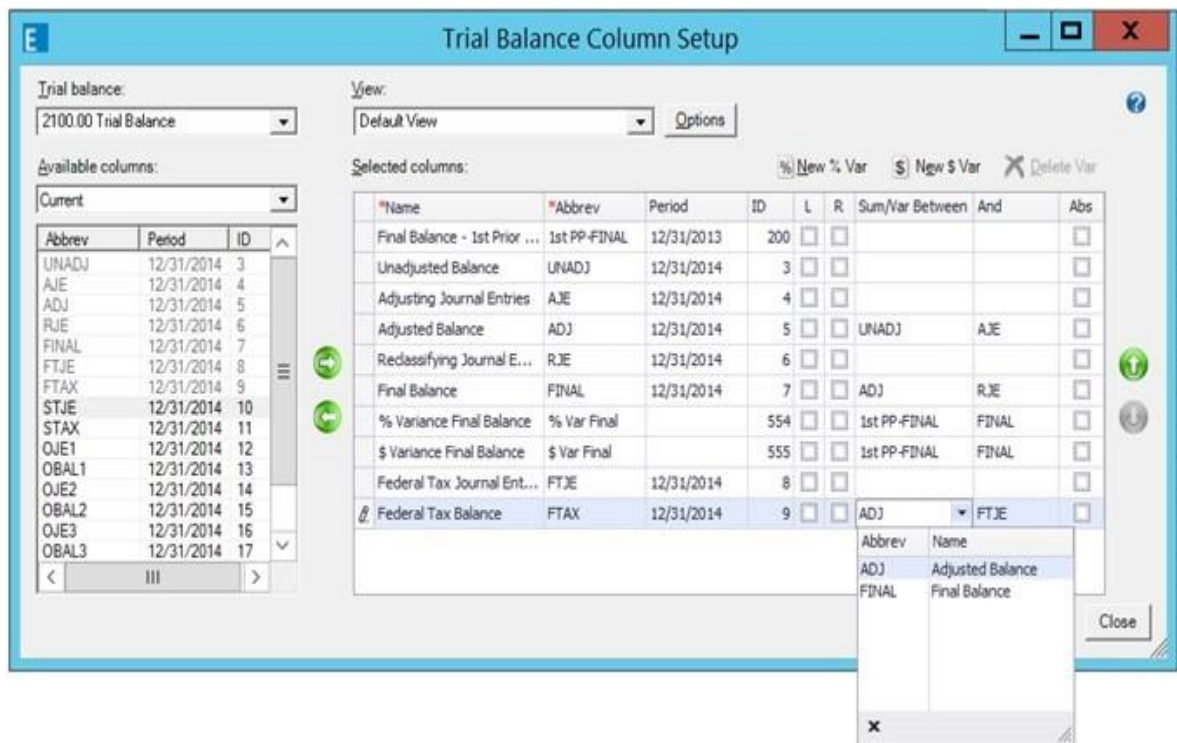 E
Trial Balance Column Setup
X
Trial balance:
View:
2100.00 Trial Balance
Default View
Options
?
Available columns:
Selected columns:
% New % Var
$ New $ Var
Delete Var
Current
*Name *Abbrev Period ID L R Sum/Var Between And Abs
Abbrev Period ID
UNADJ 12/31/2014 3
AJE 12/31/2014 4
ADJ 12/31/2014 5
RJE 12/31/2014 6
FINAL 12/31/2014 7
FTJE 12/31/2014 8
FTAX 12/31/2014 9
STJE 12/31/2014 10
STAX 12/31/2014 11
OJE1 12/31/2014 12
OBAL1 12/31/2014 13
OJE2 12/31/2014 14
OBAL2 12/31/2014 15
OJE3 12/31/2014 16
OBAL3 12/31/2014 17
Final Balance - 1st Prior ... 1st PP-FINAL 12/31/2013 200
Unadjusted Balance UNADJ 12/31/2014 3
Adjusting Journal Entries AJE 12/31/2014 4
Adjusted Balance ADJ 12/31/2014 5 UNADJ AJE
Reclassifying Journal E... RJE 12/31/2014 6
Final Balance FINAL 12/31/2014 7 ADJ RJE
% Variance Final Balance % Var Final 554 1st PP-FINAL FINAL
$ Variance Final Balance $ Var Final 555 1st PP-FINAL FINAL
Federal Tax Journal Ent... FTJE 12/31/2014 8
Federal Tax Balance FTAX 12/31/2014 9 ADJ FTJE
Abbrev Name
ADJ Adjusted Balance
FINAL Final Balance
Close
x